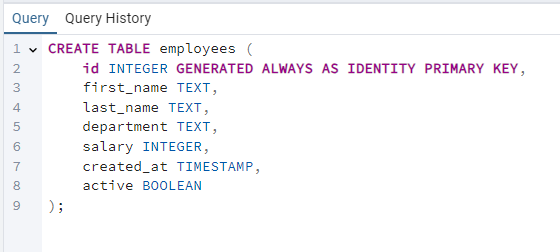 Query Query History
1 CREATE TABLE employees (
2 id INTEGER GENERATED ALWAYS AS IDENTITY PRIMARY KEY,
3 first_name TEXT,
4 last_name TEXT,
5 department TEXT,
6 salary INTEGER,
7 created_at TIMESTAMP,
8 active BOOLEAN
9 );